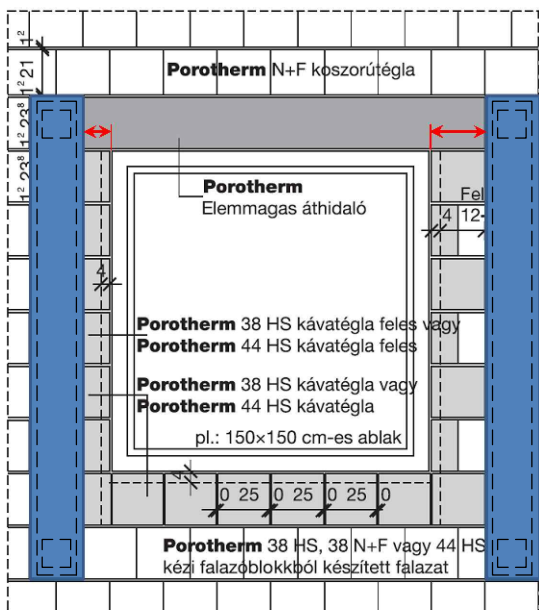 1²
21
Porotherm N+F koszorútégla
1² 23⁸
1² 23⁸
Porotherm
Elemmagas áthidaló
Fel
4 12-
4
Porotherm 38 HS kávatégla feles vagy
Porotherm 44 HS kávatégla feles
Porotherm 38 HS kávatégla vagy
Porotherm 44 HS kávatégla
pl.: 150×150 cm-es ablak
4
0 25 0 25 0 25 0
Porotherm 38 HS, 38 N+F vagy 44 HS
kézi falazóblokkból készített falazat